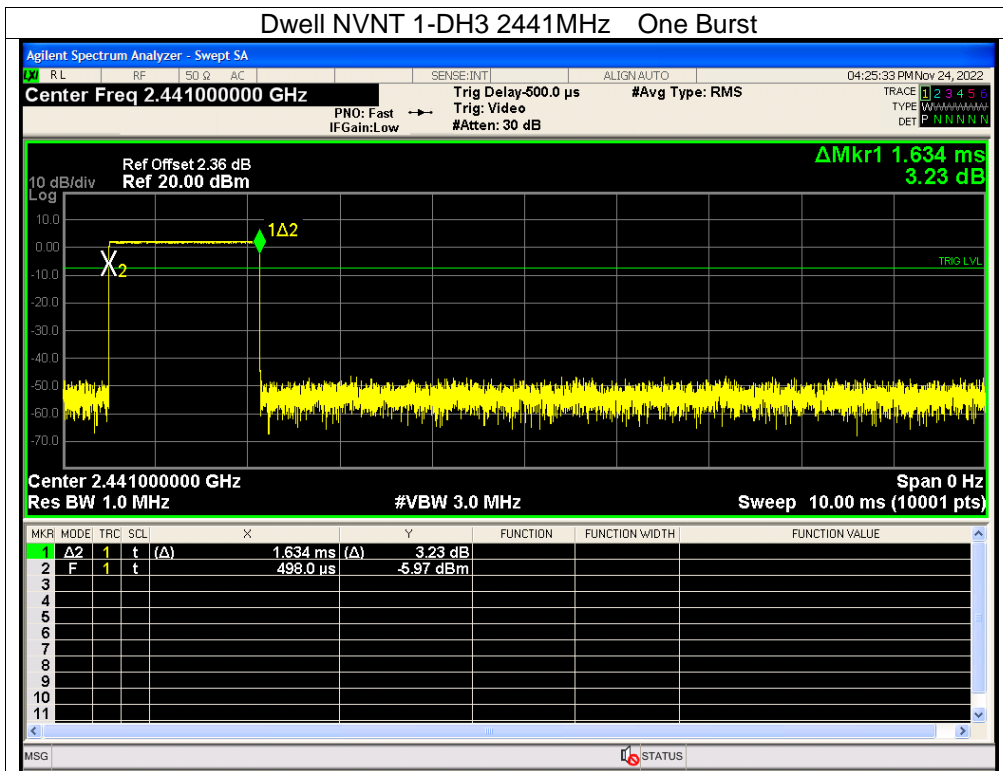 Dwell NVNT 1-DH3 2441MHz One Burst
Agilent Spectrum Analyzer - Swept SA
LXI RL RF 50 Ω AC SENSE:INT ALIGN AUTO 04:25:33 PM Nov 24, 2022
Center Freq 2.441000000 GHz Trig Delay-500.0 µs #Avg Type: RMS TRACE 1 2 3 4 5 6
PNO: Fast Trig: Video TYPE W
IFGain:Low #Atten: 30 dB DET P N N N N N
ΔMkr1 1.634 ms
3.23 dB
Ref Offset 2.36 dB
10 dB/div Ref 20.00 dBm
Log
10.0
1Δ2
0.00
2
TRIG LVL
-10.0
-20.0
-30.0
-40.0
-50.0
-60.0
-70.0
Center 2.441000000 GHz Span 0 Hz
Res BW 1.0 MHz #VBW 3.0 MHz Sweep 10.00 ms (10001 pts)
MKR MODE TRC SCL X Y FUNCTION FUNCTION WIDTH FUNCTION VALUE
1 Δ2 1 t (Δ) 1.634 ms (Δ) 3.23 dB
2 F 1 t 498.0 µs -5.97 dBm
3
4
5
6
7
8
9
10
11
MSG STATUS